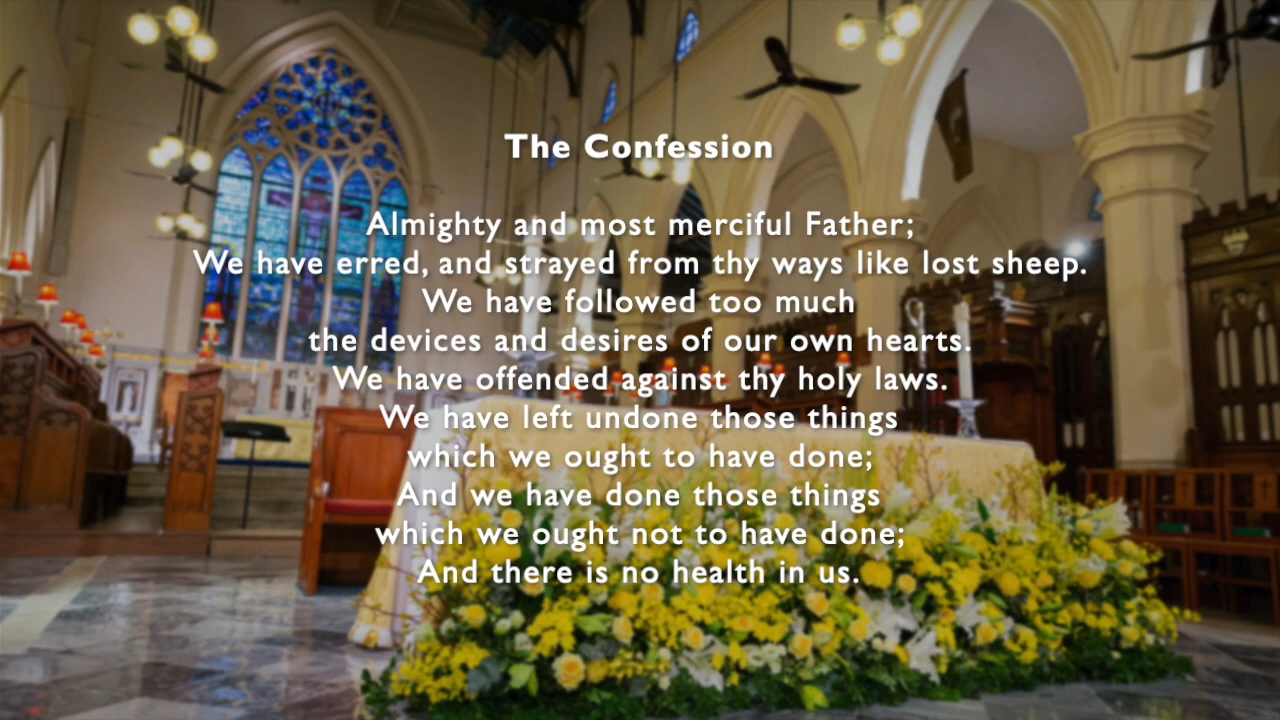 The Confession
Almighty and most merciful Father;
We have erred, and strayed from thy ways like lost sheep.
We have followed too much
the devices and desires of our own hearts.
We have offended against thy holy laws.
We have left undone those things
which we ought to have done;
And we have done those things
which we ought not to have done;
And there is no health in us.